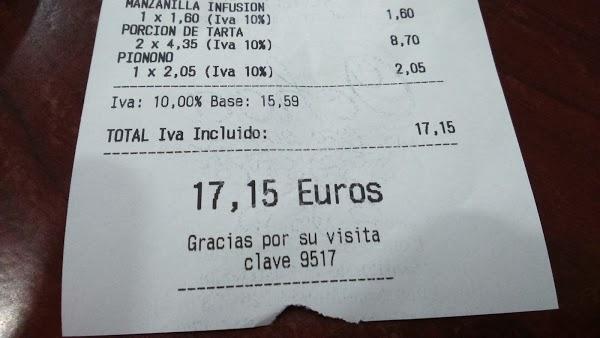 MANZANILLA INFUSION
1 x 1,60 (Iva 10%) 1,60
PORCION DE TARTA
2 x 4,35 (Iva 10%) 8,70
PIONONO
1 x 2,05 (Iva 10%) 2,05
Iva: 10,00% Base: 15,59
TOTAL Iva Incluido: 17,15
17,15 Euros
Gracias por su visita
clave 9517